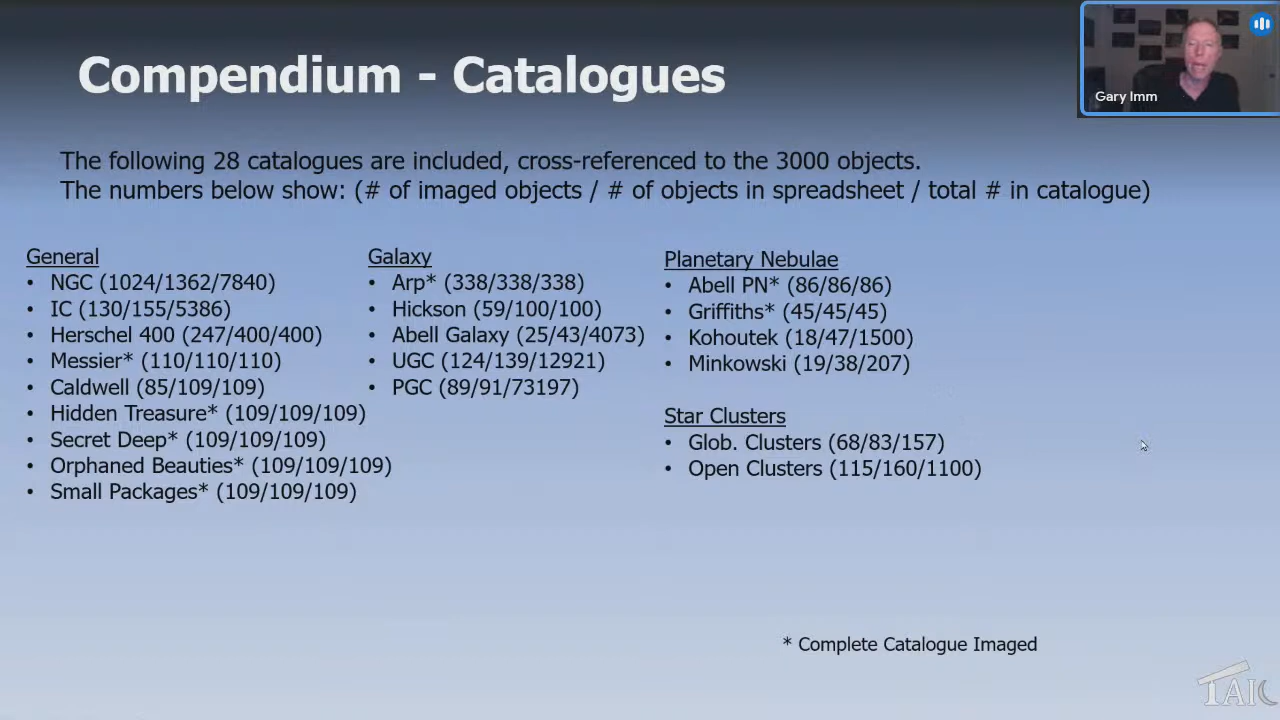 Compendium - Catalogues
Gary Imm
The following 28 catalogues are included, cross-referenced to the 3000 objects.
The numbers below show: (# of imaged objects / # of objects in spreadsheet / total # in catalogue)
General
• NGC (1024/1362/7840)
• IC (130/155/5386)
• Herschel 400 (247/400/400)
• Messier* (110/110/110)
• Caldwell (85/109/109)
• Hidden Treasure* (109/109/109)
• Secret Deep* (109/109/109)
• Orphaned Beauties* (109/109/109)
• Small Packages* (109/109/109)
Galaxy
• Arp* (338/338/338)
• Hickson (59/100/100)
• Abell Galaxy (25/43/4073)
• UGC (124/139/12921)
• PGC (89/91/73197)
Planetary Nebulae
• Abell PN* (86/86/86)
• Griffiths* (45/45/45)
• Kohoutek (18/47/1500)
• Minkowski (19/38/207)
Star Clusters
• Glob. Clusters (68/83/157)
• Open Clusters (115/160/1100)
* Complete Catalogue Imaged
TAIC